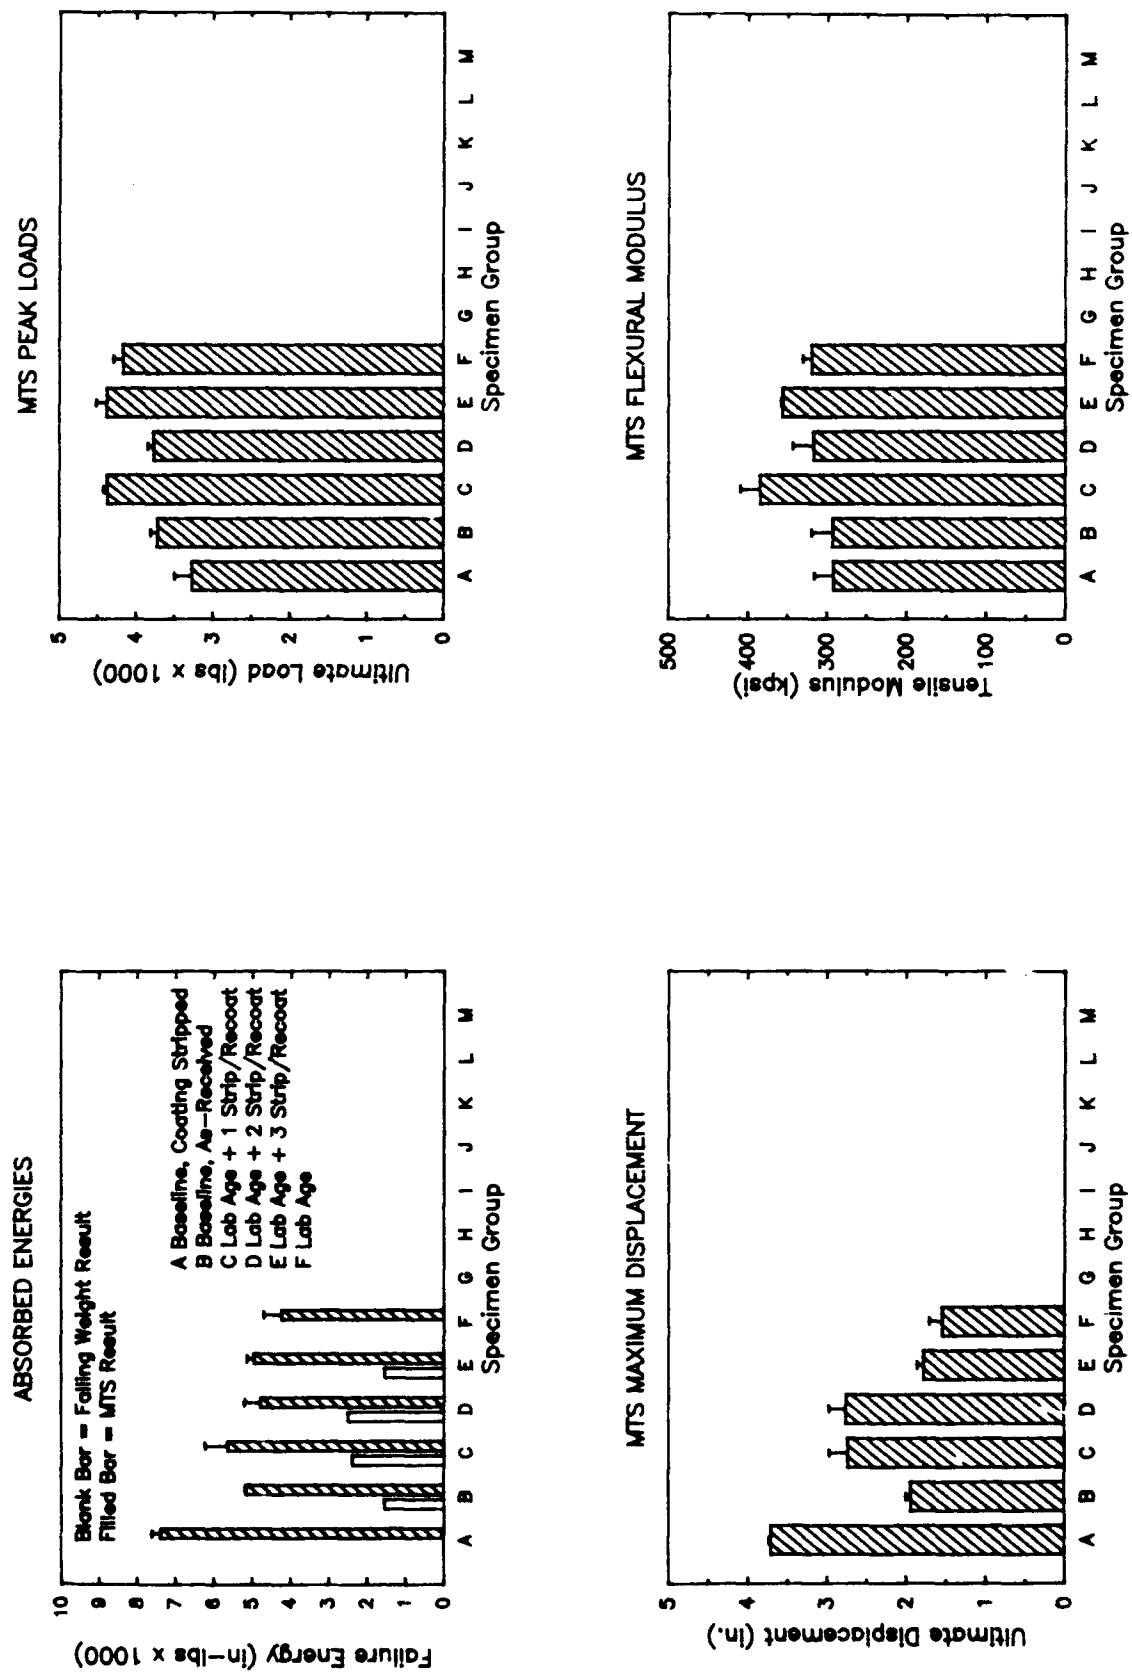 ABSORBED ENERGIES
Failure Energy (in-lbs x 1000)
10
9
8
7
6
5
4
3
2
1
0
Blank Bar = Falling Weight Result
Filled Bar = MTS Result
A Baseline, Coating Stripped
B Baseline, As-Received
C Lab Age + 1 Strip/Recoat
D Lab Age + 2 Strip/Recoat
E Lab Age + 3 Strip/Recoat
F Lab Age
A B C D E F G H I J K L M
Specimen Group
MTS PEAK LOADS
Ultimate Load (lbs x 1000)
5
4
3
2
1
0
A B C D E F G H I J K L M
Specimen Group
MTS MAXIMUM DISPLACEMENT
Ultimate Displacement (in.)
5
4
3
2
1
0
A B C D E F G H I J K L M
Specimen Group
MTS FLEXURAL MODULUS
Tensile Modulus (kpsi)
500
400
300
200
100
0
A B C D E F G H I J K L M
Specimen Group